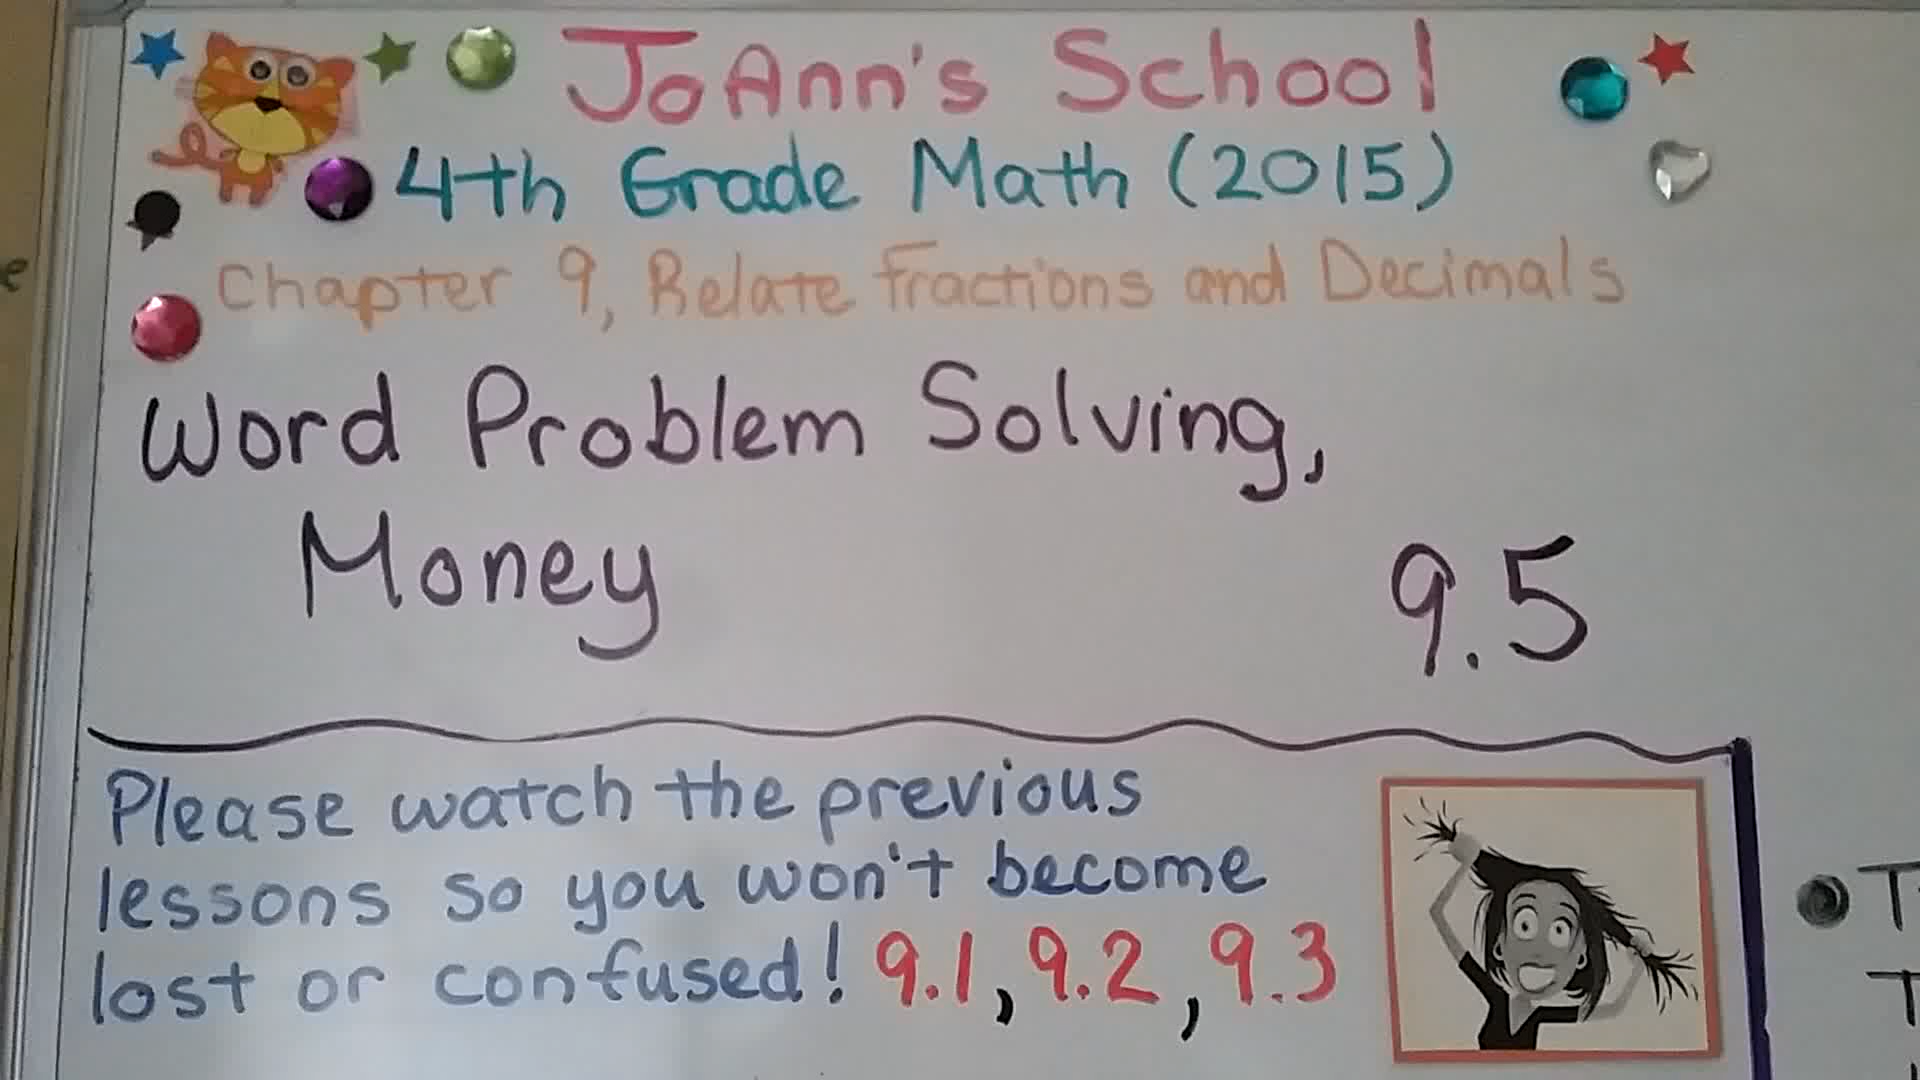 JoAnn's School
4th Grade Math (2015)
Chapter 9, Relate Fractions and Decimals
Word Problem Solving,
Money
9.5
Please watch the previous
lessons so you won't become
lost or confused! 9.1, 9.2, 9.3